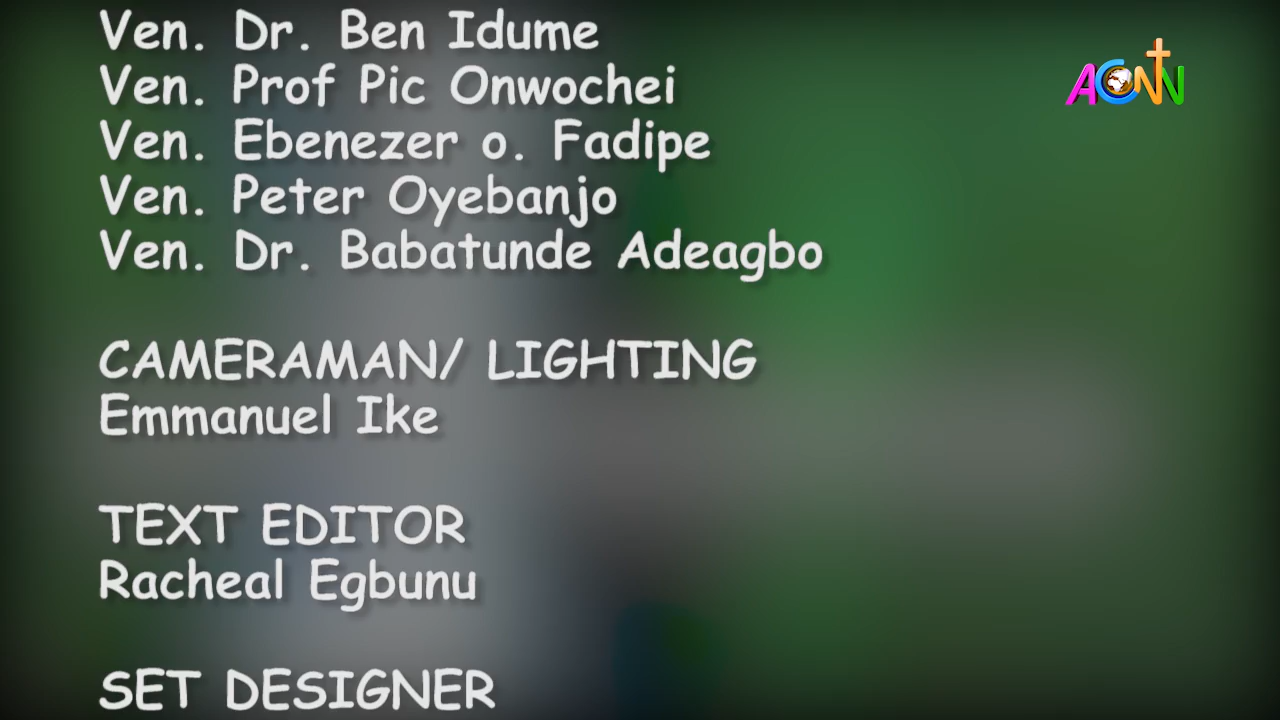 Ven. Dr. Ben Idume
ACNN
Ven. Prof Pic Onwochei
Ven. Ebenezer o. Fadipe
Ven. Peter Oyebanjo
Ven. Dr. Babatunde Adeagbo
CAMERAMAN/ LIGHTING
Emmanuel Ike
TEXT EDITOR
Racheal Egbunu
SET DESIGNER